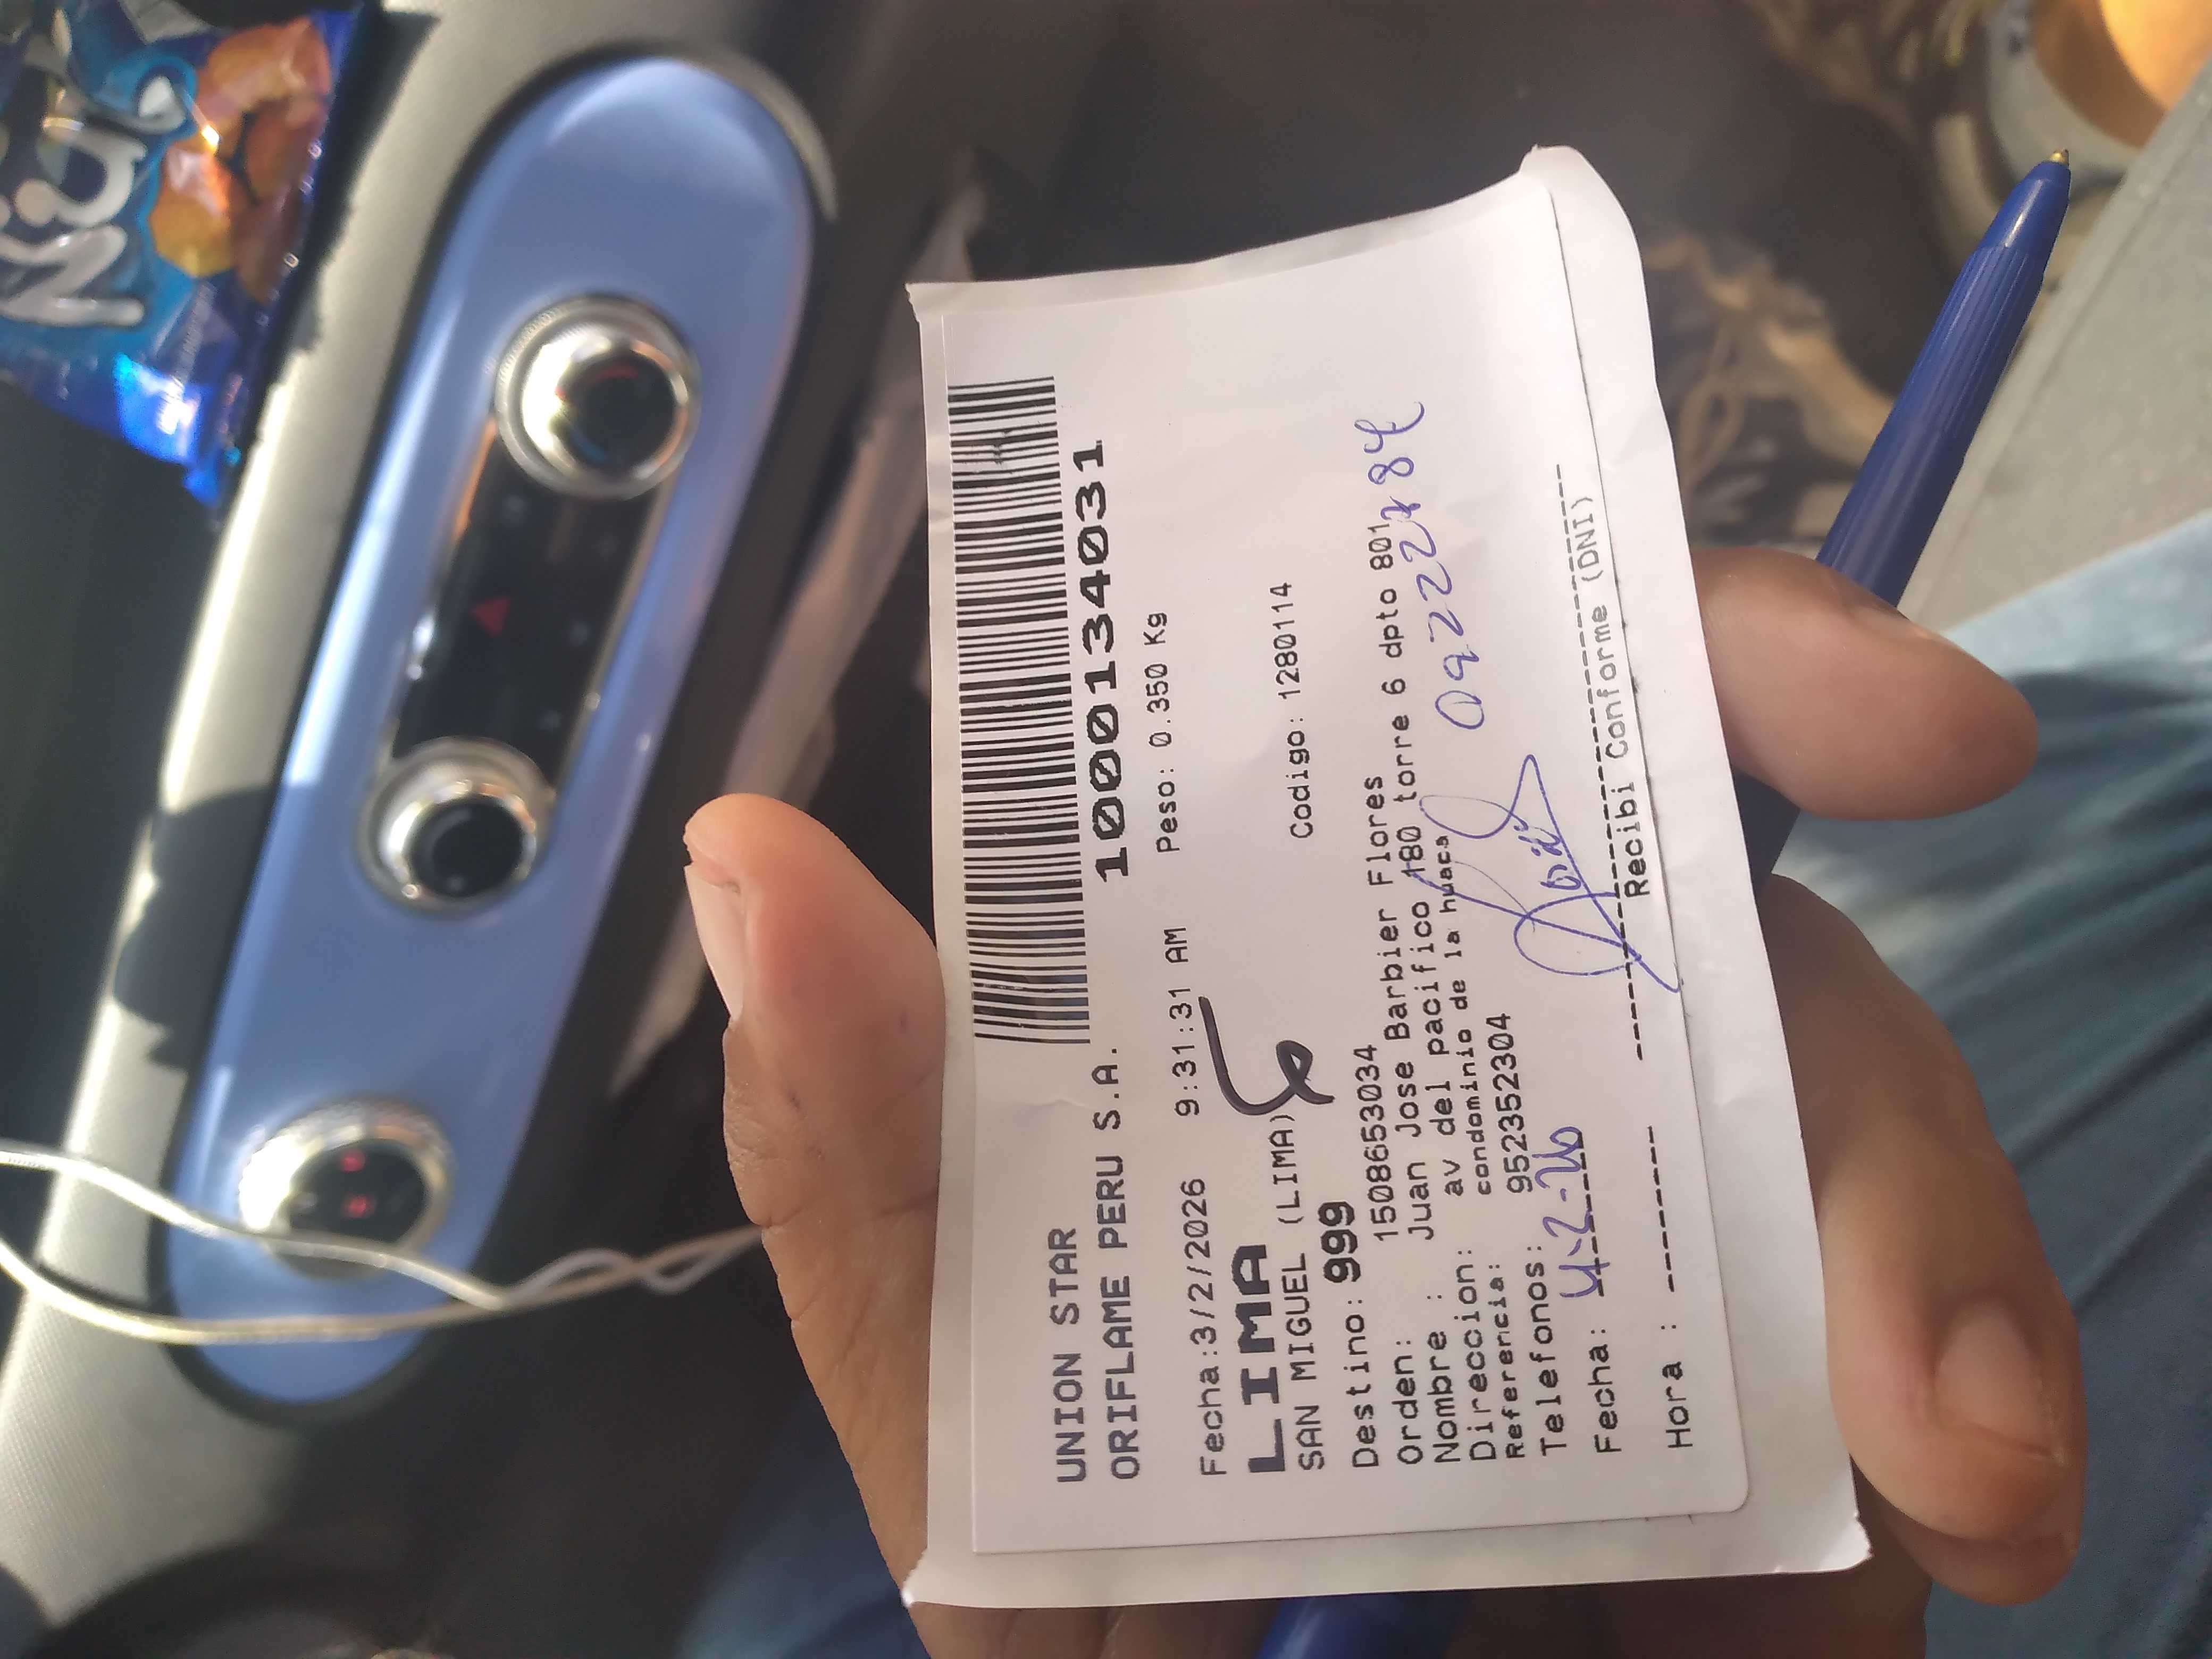 UNION STAR
ORIFLAME PERU S.A.
1000134031
Fecha:3/2/2026 9:31:31 AM Peso: 0.350 Kg
LIMA
SAN MIGUEL (LIMA)
Codigo: 1280114
Destino: 999
Orden: 1508653034
Nombre : Juan Jose Barbier Flores
Direccion: av del pacifico 180 torre 6 dpto 801
Referencia: condominio de la huaca
Telefonos: 952352304
Fecha: 4-2-26
Hora :
Recibi Conforme (DNI)